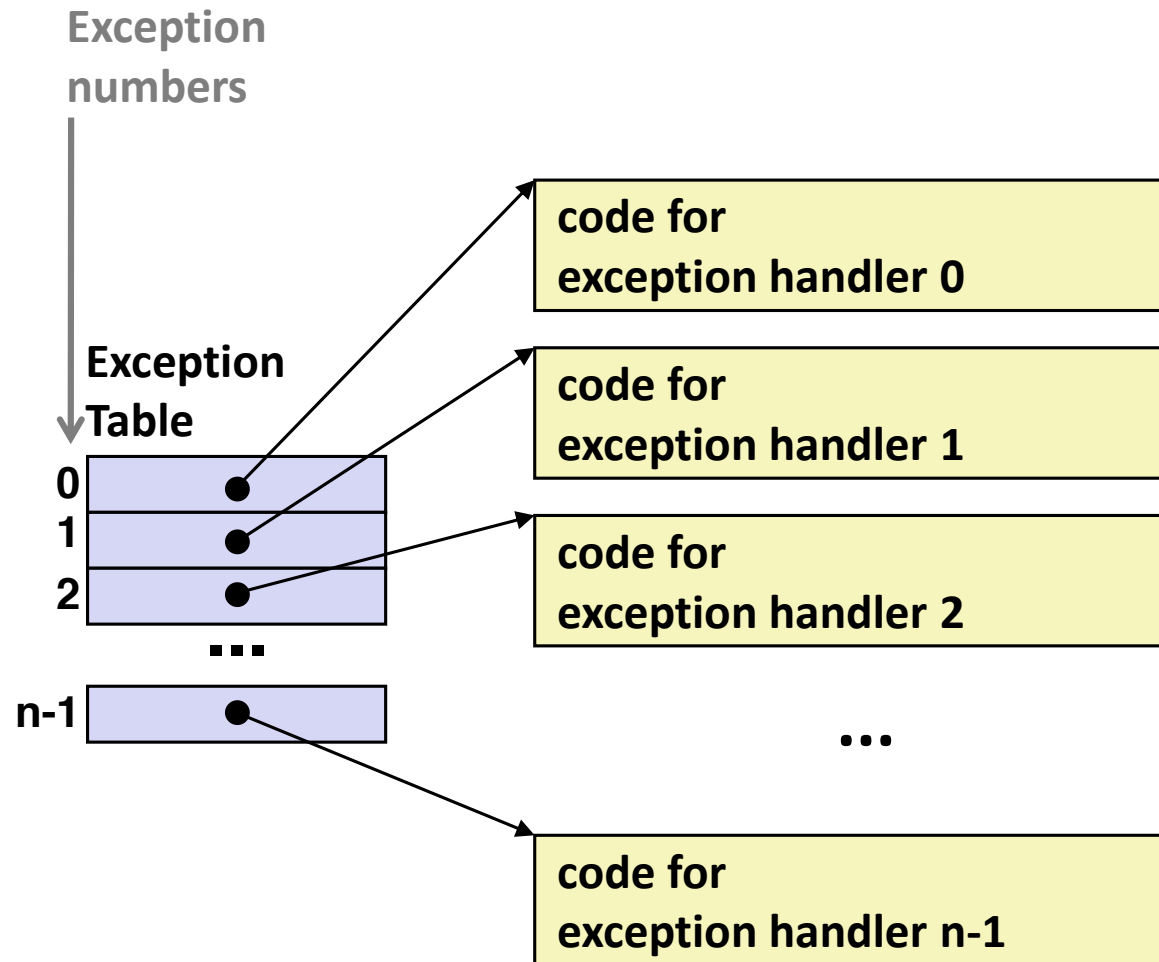 Exception
numbers
code for
exception handler 0
Exception
Table
code for
exception handler 1
0
1
2
...
code for
exception handler 2
n-1
...
code for
exception handler n-1